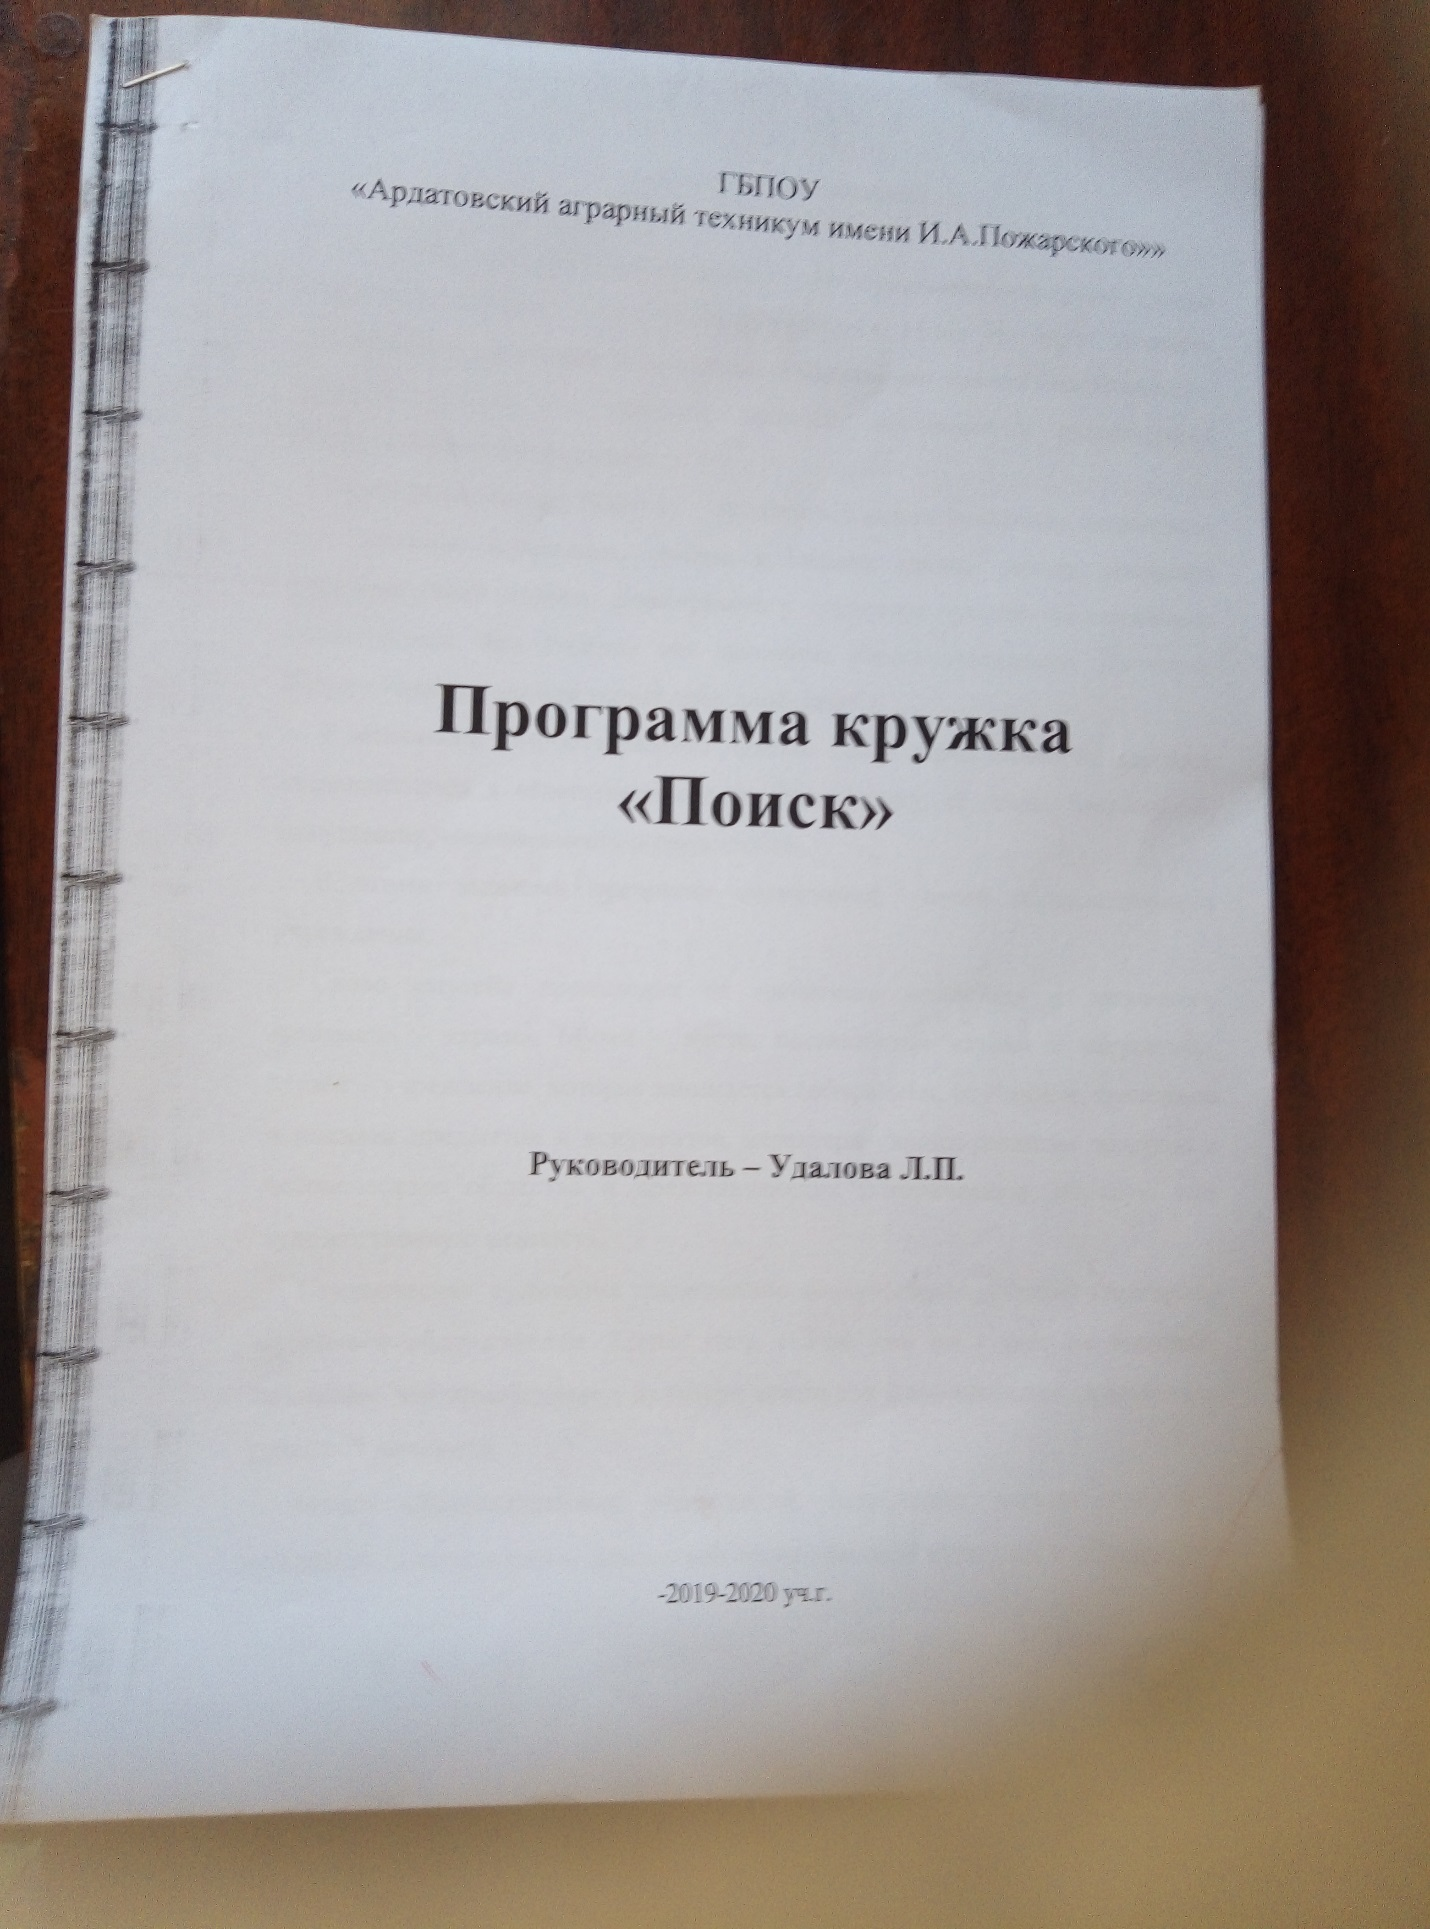 ГБПОУ
«Ардатовский аграрный техникум имени И.А.Пожарского»»
Программа кружка
«Поиск»
Руководитель – Удалова Л.П.
-2019-2020 уч.г.